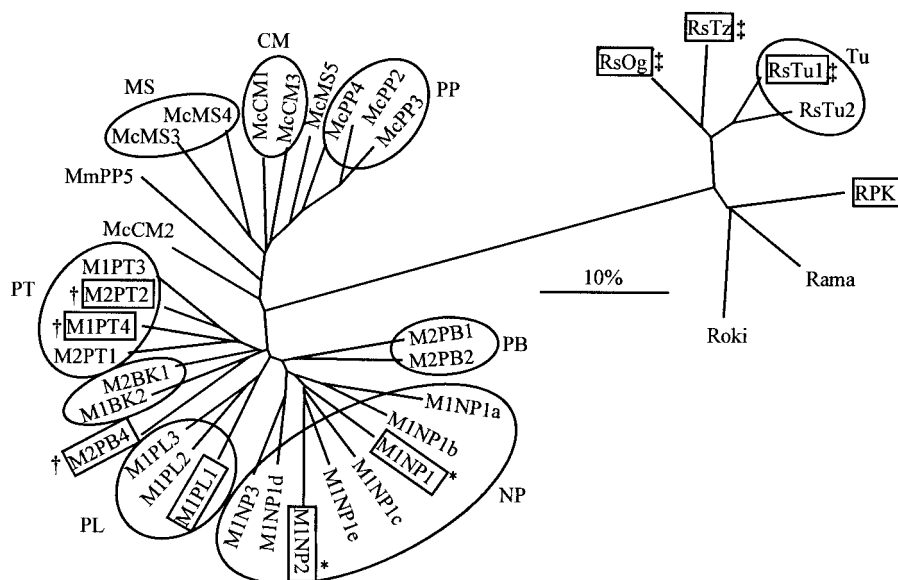 MS
CM
PP
Tu
McMS3
McMS4
McCM1
McCM3
McMS5
McPP4
McPP2
McPP3
RsOg ‡
RsTz ‡
RsTu1 ‡
RsTu2
MmPP5
McCM2
RPK
Rama
Roki
10%
PT
M1PT3
† M2PT2
† M1PT4
M2PT1
M2BK1
M1BK2
† M2PB4
PL
M1PL3
M1PL2
M1PL1
M2PB1
M2PB2
PB
M1NP3
M1NP1d
M1NP2 *
M1NP1e
M1NP1c
M1NP1 *
M1NP1b
M1NP1a
NP